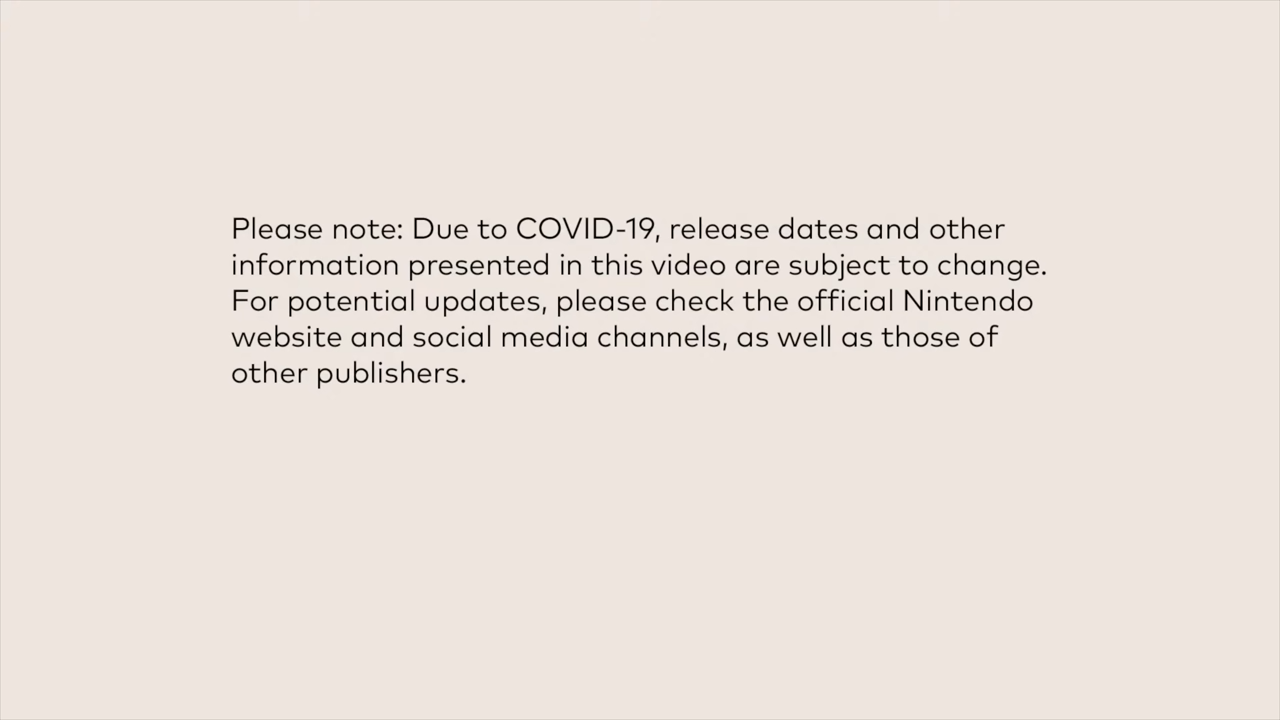 Please note: Due to COVID-19, release dates and other
information presented in this video are subject to change.
For potential updates, please check the official Nintendo
website and social media channels, as well as those of
other publishers.